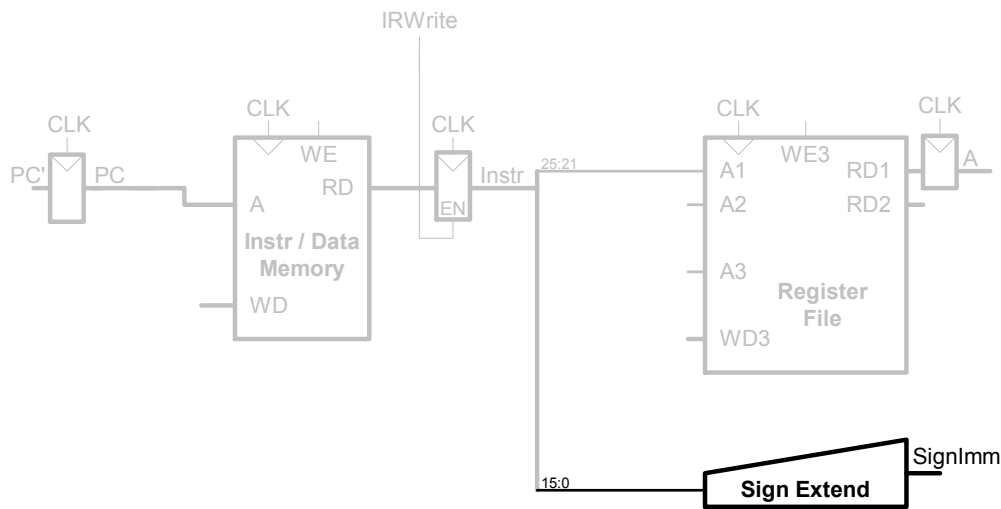 IRWrite
CLK
CLK
CLK
CLK
CLK
PC'
PC
WE
RD
A
Instr / Data
Memory
WD
EN
Instr
25:21
A1
A2
A3
WD3
WE3
RD1
RD2
Register
File
A
SignImm
15:0
Sign Extend